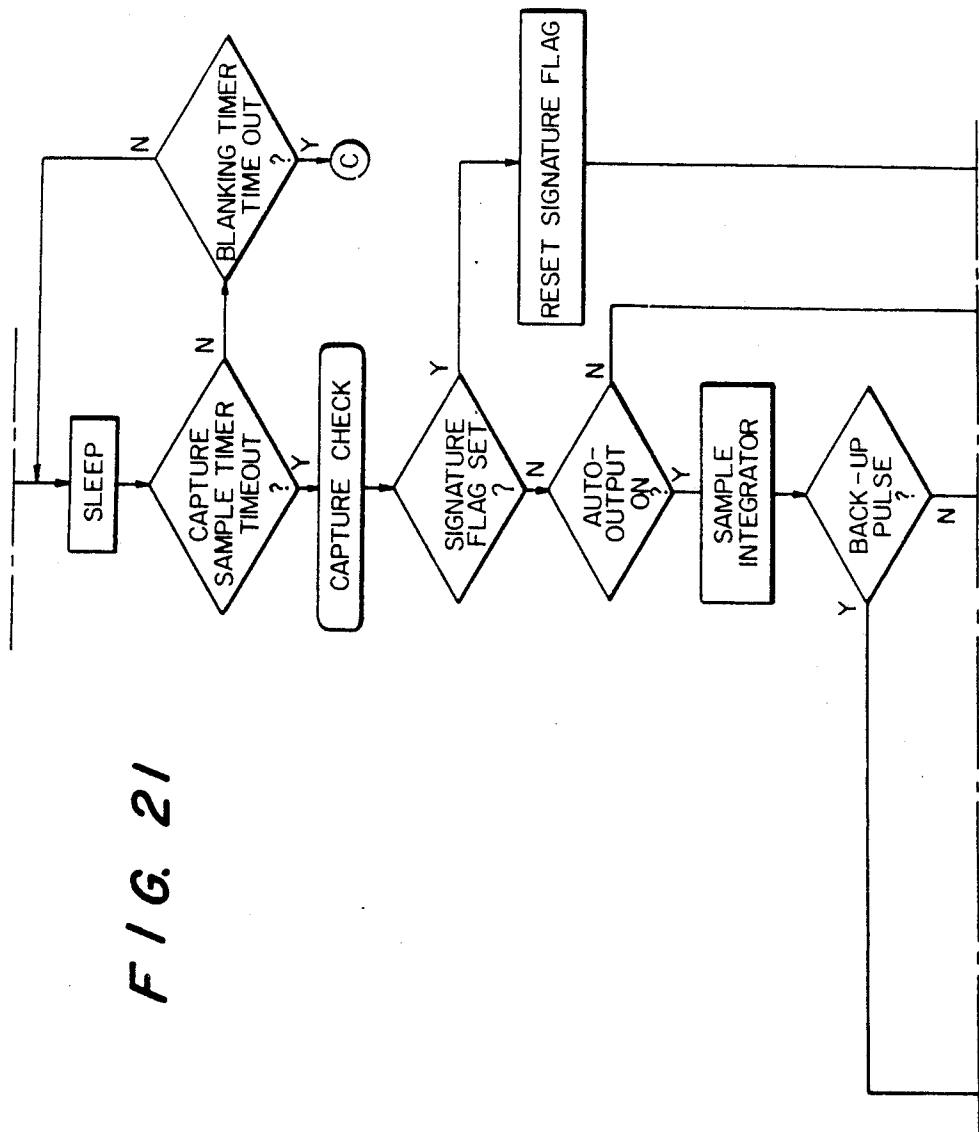 FIG. 21
SLEEP
CAPTURE
SAMPLE TIMER
TIMEOUT
?
N
Y
BLANKING TIMER
TIME OUT
?
N
Y
C
CAPTURE CHECK
SIGNATURE
FLAG SET
?
Y
N
RESET SIGNATURE FLAG
AUTO-
OUTPUT
ON
?
N
Y
SAMPLE
INTEGRATOR
BACK-UP
PULSE
?
Y
N